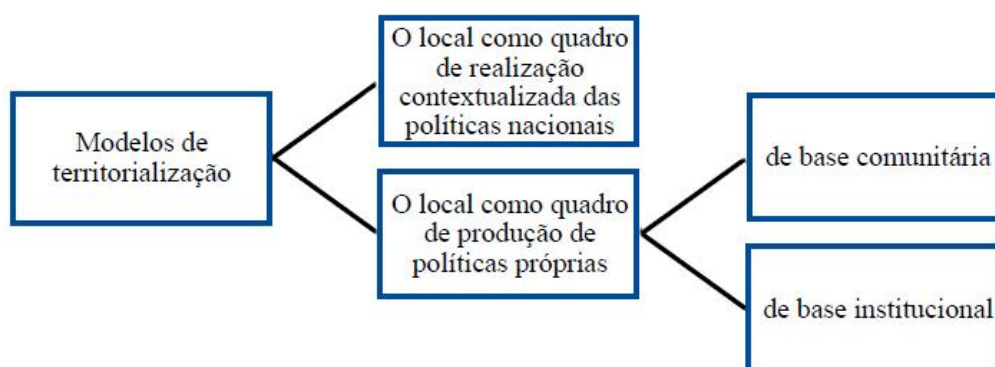 Modelos de
territorialização
O local como quadro
de realização
contextualizada das
políticas nacionais
O local como quadro
de produção de
políticas próprias
de base comunitária
de base institucional